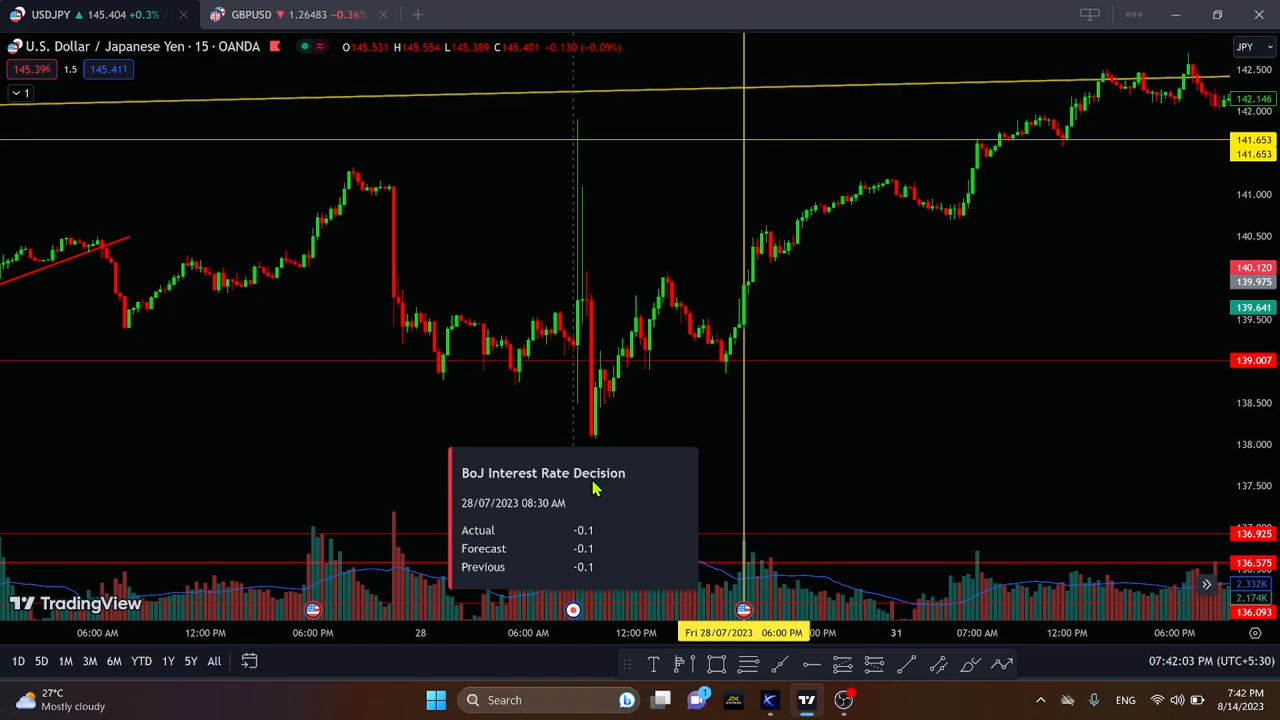 USDJPY ▲ 145.404 +0.3% /
GBPUSD ▼ 1.26483 −0.36%
U.S. Dollar / Japanese Yen · 15 · OANDA
O145.531 H145.554 L145.389 C145.401 −0.130 (−0.09%)
JPY
145.396 1.5 145.411
1
142.500
142.146
142.000
141.653
141.653
141.000
140.500
140.120
139.975
139.641
139.500
139.007
138.500
138.000
137.500
136.925
136.575
2.332K
2.174K
136.093
BoJ Interest Rate Decision
28/07/2023 08:30 AM
Actual -0.1
Forecast -0.1
Previous -0.1
TradingView
06:00 AM 12:00 PM 06:00 PM 28 06:00 AM 12:00 PM Fri 28/07/2023 06:00 PM 31 07:00 AM 12:00 PM 06:00 PM
1D 5D 1M 3M 6M YTD 1Y 5Y All
07:42:03 PM (UTC+5:30)
27°C
Mostly cloudy
Search
1
ENG
7:42 PM
8/14/2023